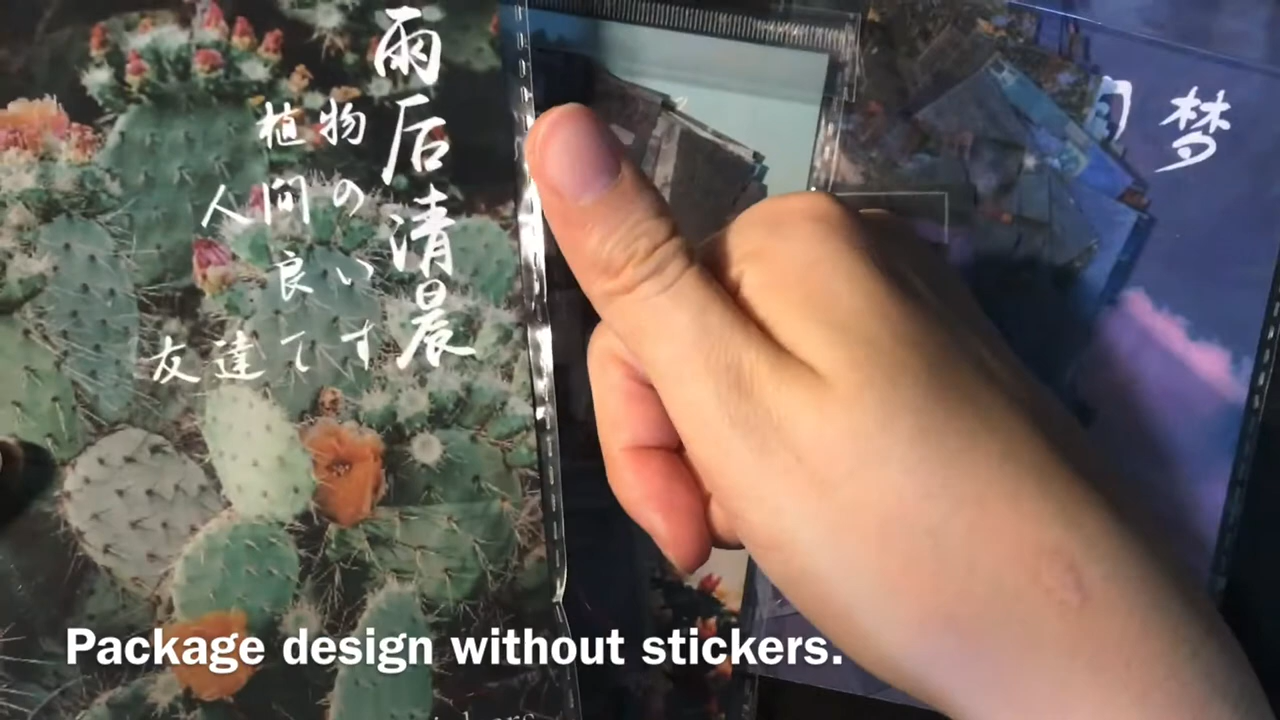 雨后清晨
植物
人间の
良い
友達てす
梦
Package design without stickers.